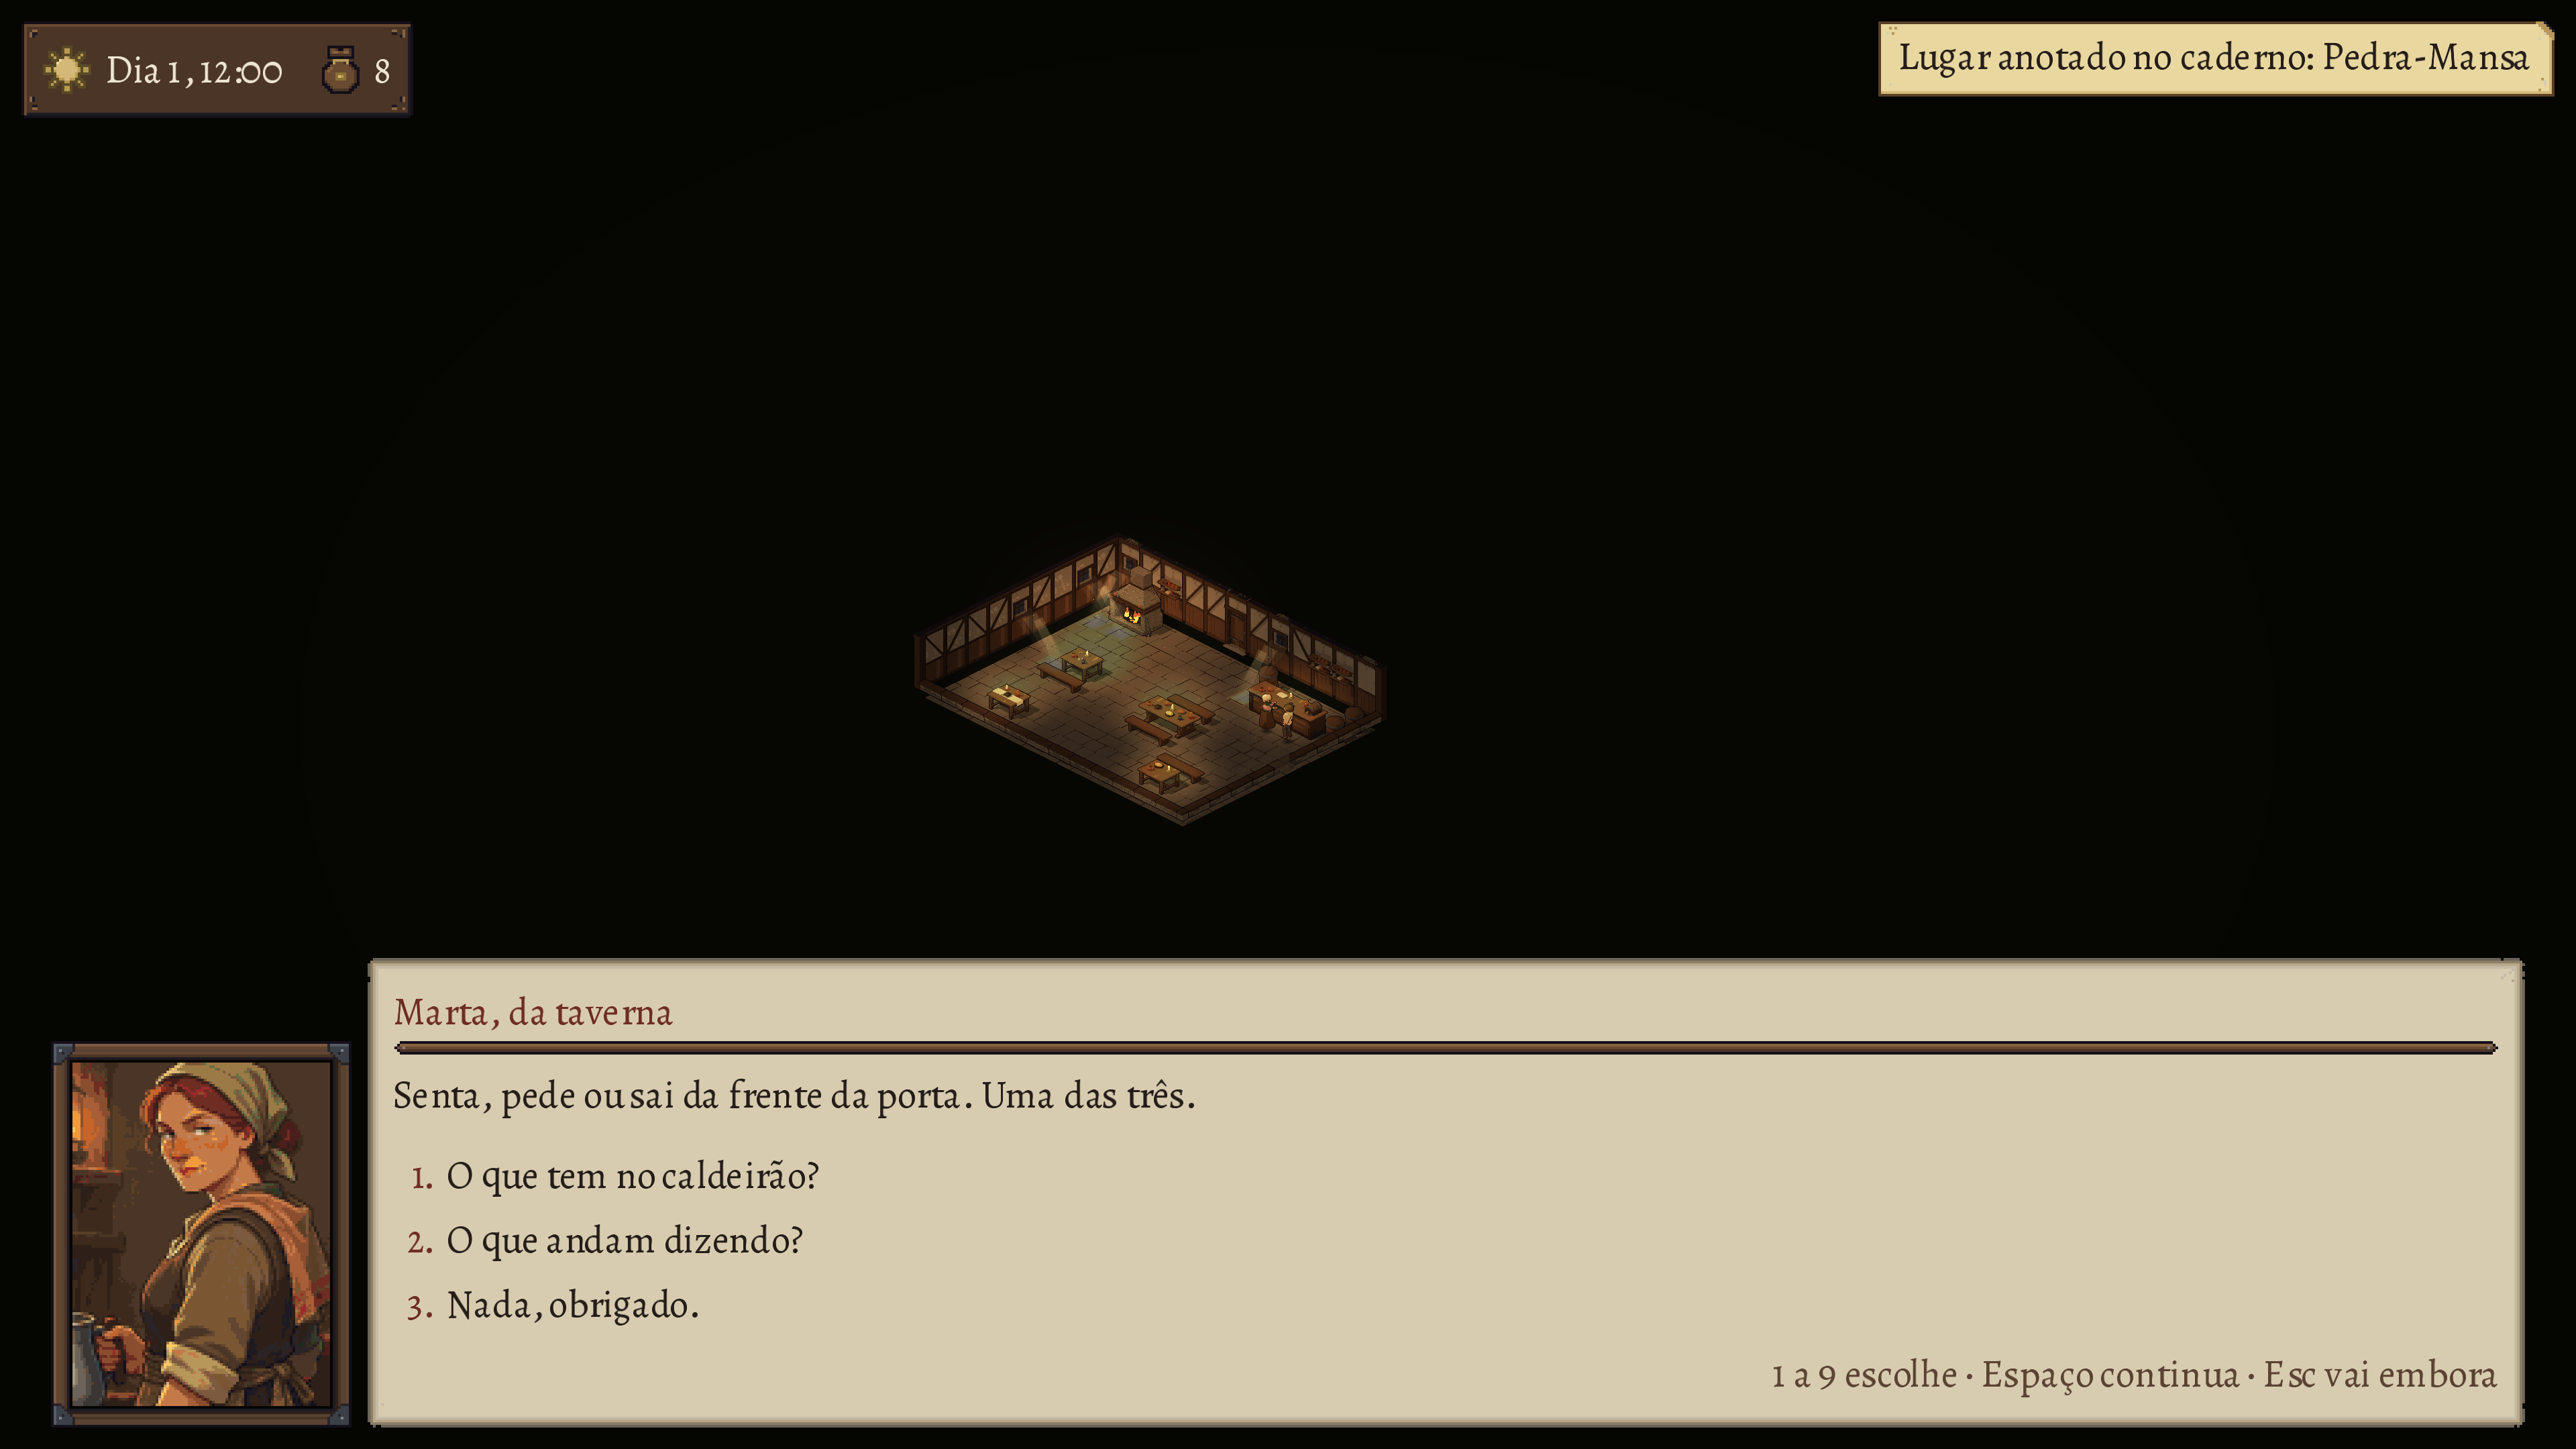 Dia 1, 12:00
8
Lugar anotado no caderno: Pedra-Mansa
Marta, da taverna
Senta, pede ou sai da frente da porta. Uma das três.
1. O que tem no caldeirão?
2. O que andam dizendo?
3. Nada, obrigado.
1 a 9 escolhe · Espaço continua · Esc vai embora